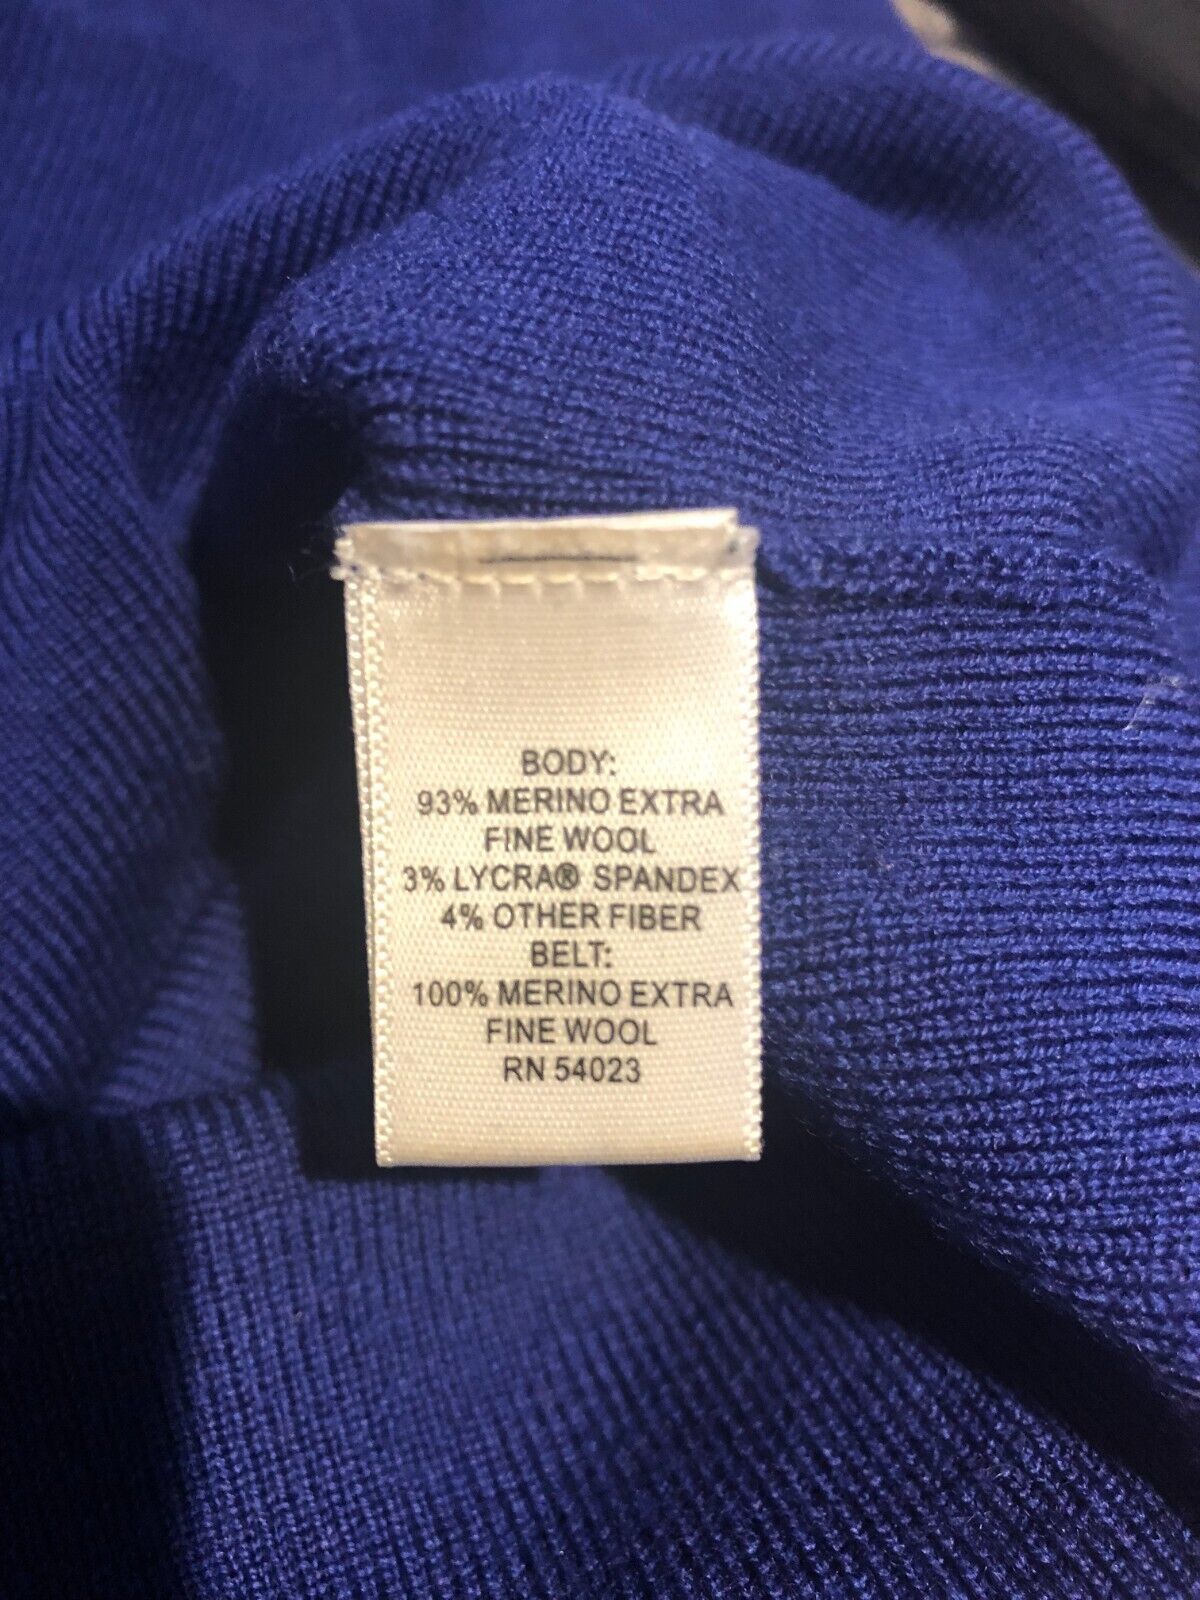 BODY:
93% MERINO EXTRA
FINE WOOL
3% LYCRA® SPANDEX
4% OTHER FIBER
BELT:
100% MERINO EXTRA
FINE WOOL
RN 54023